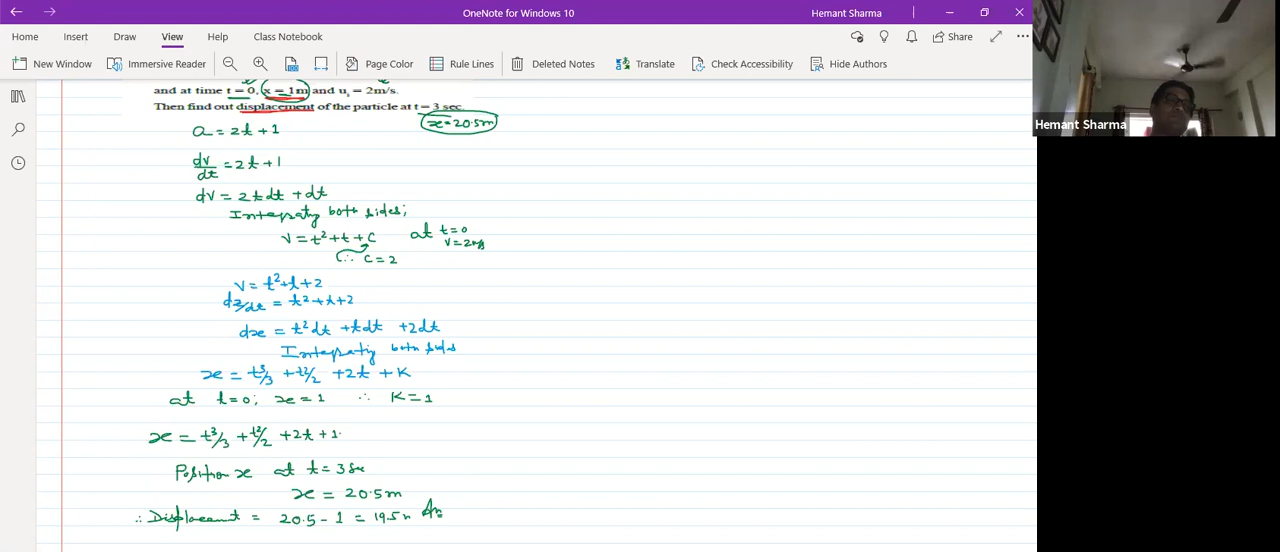 OneNote for Windows 10
Hemant Sharma
Home Insert Draw View Help Class Notebook
Share
New Window Immersive Reader Page Color Rule Lines Deleted Notes Translate Check Accessibility Hide Authors
and at time t = 0, x = 1m and u = 2m/s.
Then find out displacement of the particle at t = 3 sec.
x = 20.5m
a = 2t + 1
dv/dt = 2t + 1
dv = 2t dt + dt
Integrating both sides;
v = t² + t + C at t = 0
v = 2m/s
∴ C = 2
v = t² + t + 2
dx/dt = t² + t + 2
dx = t² dt + t dt + 2dt
Integrating both sides
x = t³/3 + t²/2 + 2t + K
at t = 0; x = 1 ∴ K = 1
x = t³/3 + t²/2 + 2t + 1
Position x at t = 3 sec
x = 20.5 m
∴ Displacement = 20.5 - 1 = 19.5 m Ans
Hemant Sharma